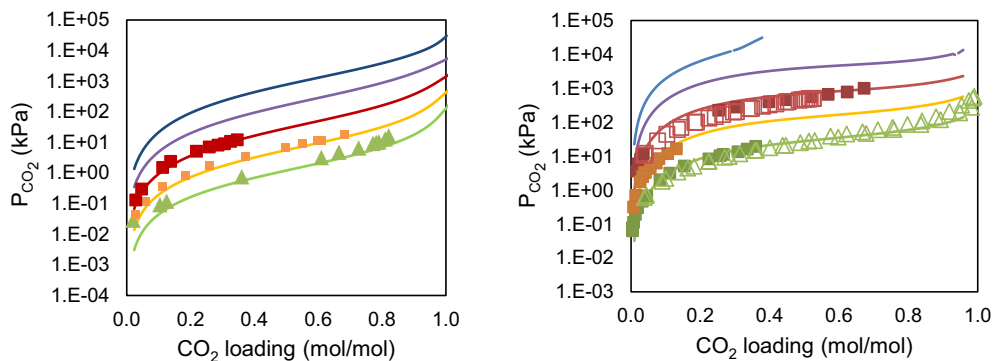 1.E+05
1.E+04
1.E+03
1.E+02
1.E+01
1.E+00
1.E-01
1.E-02
1.E-03
1.E-04
P_CO2 (kPa)
0.0 0.2 0.4 0.6 0.8 1.0
CO2 loading (mol/mol)
1.E+05
1.E+04
1.E+03
1.E+02
1.E+01
1.E+00
1.E-01
1.E-02
1.E-03
P_CO2 (kPa)
0.0 0.2 0.4 0.6 0.8 1.0
CO2 loading (mol/mol)